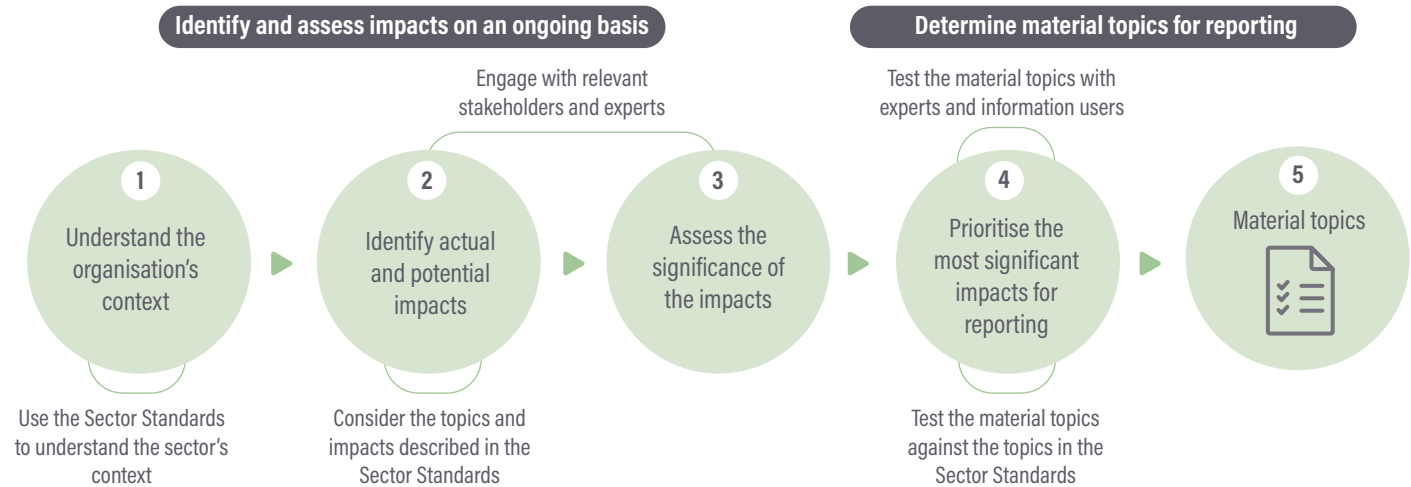 Identify and assess impacts on an ongoing basis
Determine material topics for reporting
Engage with relevant
stakeholders and experts
Test the material topics with
experts and information users
1
Understand the
organisation's
context
2
Identify actual
and potential
impacts
3
Assess the
significance of
the impacts
4
Prioritise the
most significant
impacts for
reporting
5
Material topics
Use the Sector Standards
to understand the sector's
context
Consider the topics and
impacts described in the
Sector Standards
Test the material topics
against the topics in the
Sector Standards